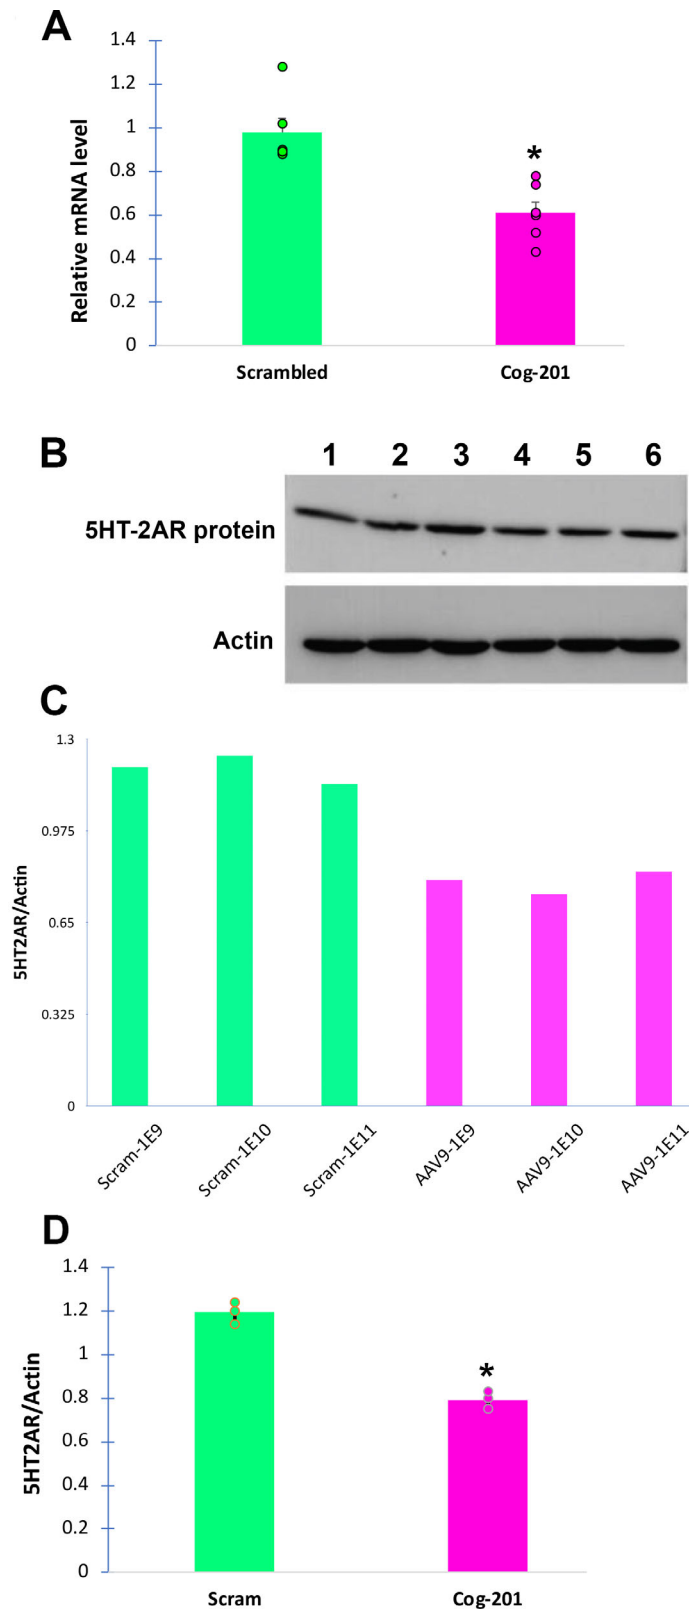 A
1.4
1.2
1
0.8
0.6
0.4
0.2
0
Relative mRNA level
*
Scrambled Cog-201
B
1 2 3 4 5 6
5HT-2AR protein
Actin
C
1.3
0.975
0.65
0.325
0
5HT2AR/Actin
Scram-1E9 Scram-1E10 Scram-1E11 AAV9-1E9 AAV9-1E10 AAV9-1E11
D
1.4
1.2
1
0.8
0.6
0.4
0.2
0
5HT2AR/Actin
*
Scram Cog-201